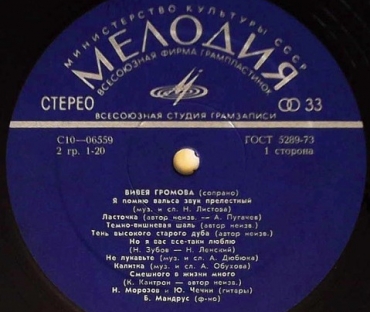 МИНИСТЕРСТВО КУЛЬТУРЫ СССР
МЕЛОДИЯ
ВСЕСОЮЗНАЯ ФИРМА ГРАМПЛАСТИНОК
СТЕРЕО 33
ВСЕСОЮЗНАЯ СТУДИЯ ГРАМЗАПИСИ
С10—06559 ГОСТ 5289-73
2 гр. 1-20 1 сторона
ВИВЕЯ ГРОМОВА (сопрано)
Я помню вальса звук прелестный
(муз. и сл. Н. Листова)
Ласточка (автор неизв. — А. Пугачев)
Темно-вишневая шаль (автор неизв.)
Тень высокого старого дуба (автор неизв.)
Но я вас все-таки люблю
(Н. Зубов — Н. Ленский)
Не лукавьте (муз. и сл. А. Дюбюка)
Калитка (муз. и сл. А. Обухова)
Смешного в жизни много
(К. Кантрон — автор неизв.)
Н. Морозов и Ю. Чечни (гитары)
Б. Мандрус (ф-но)